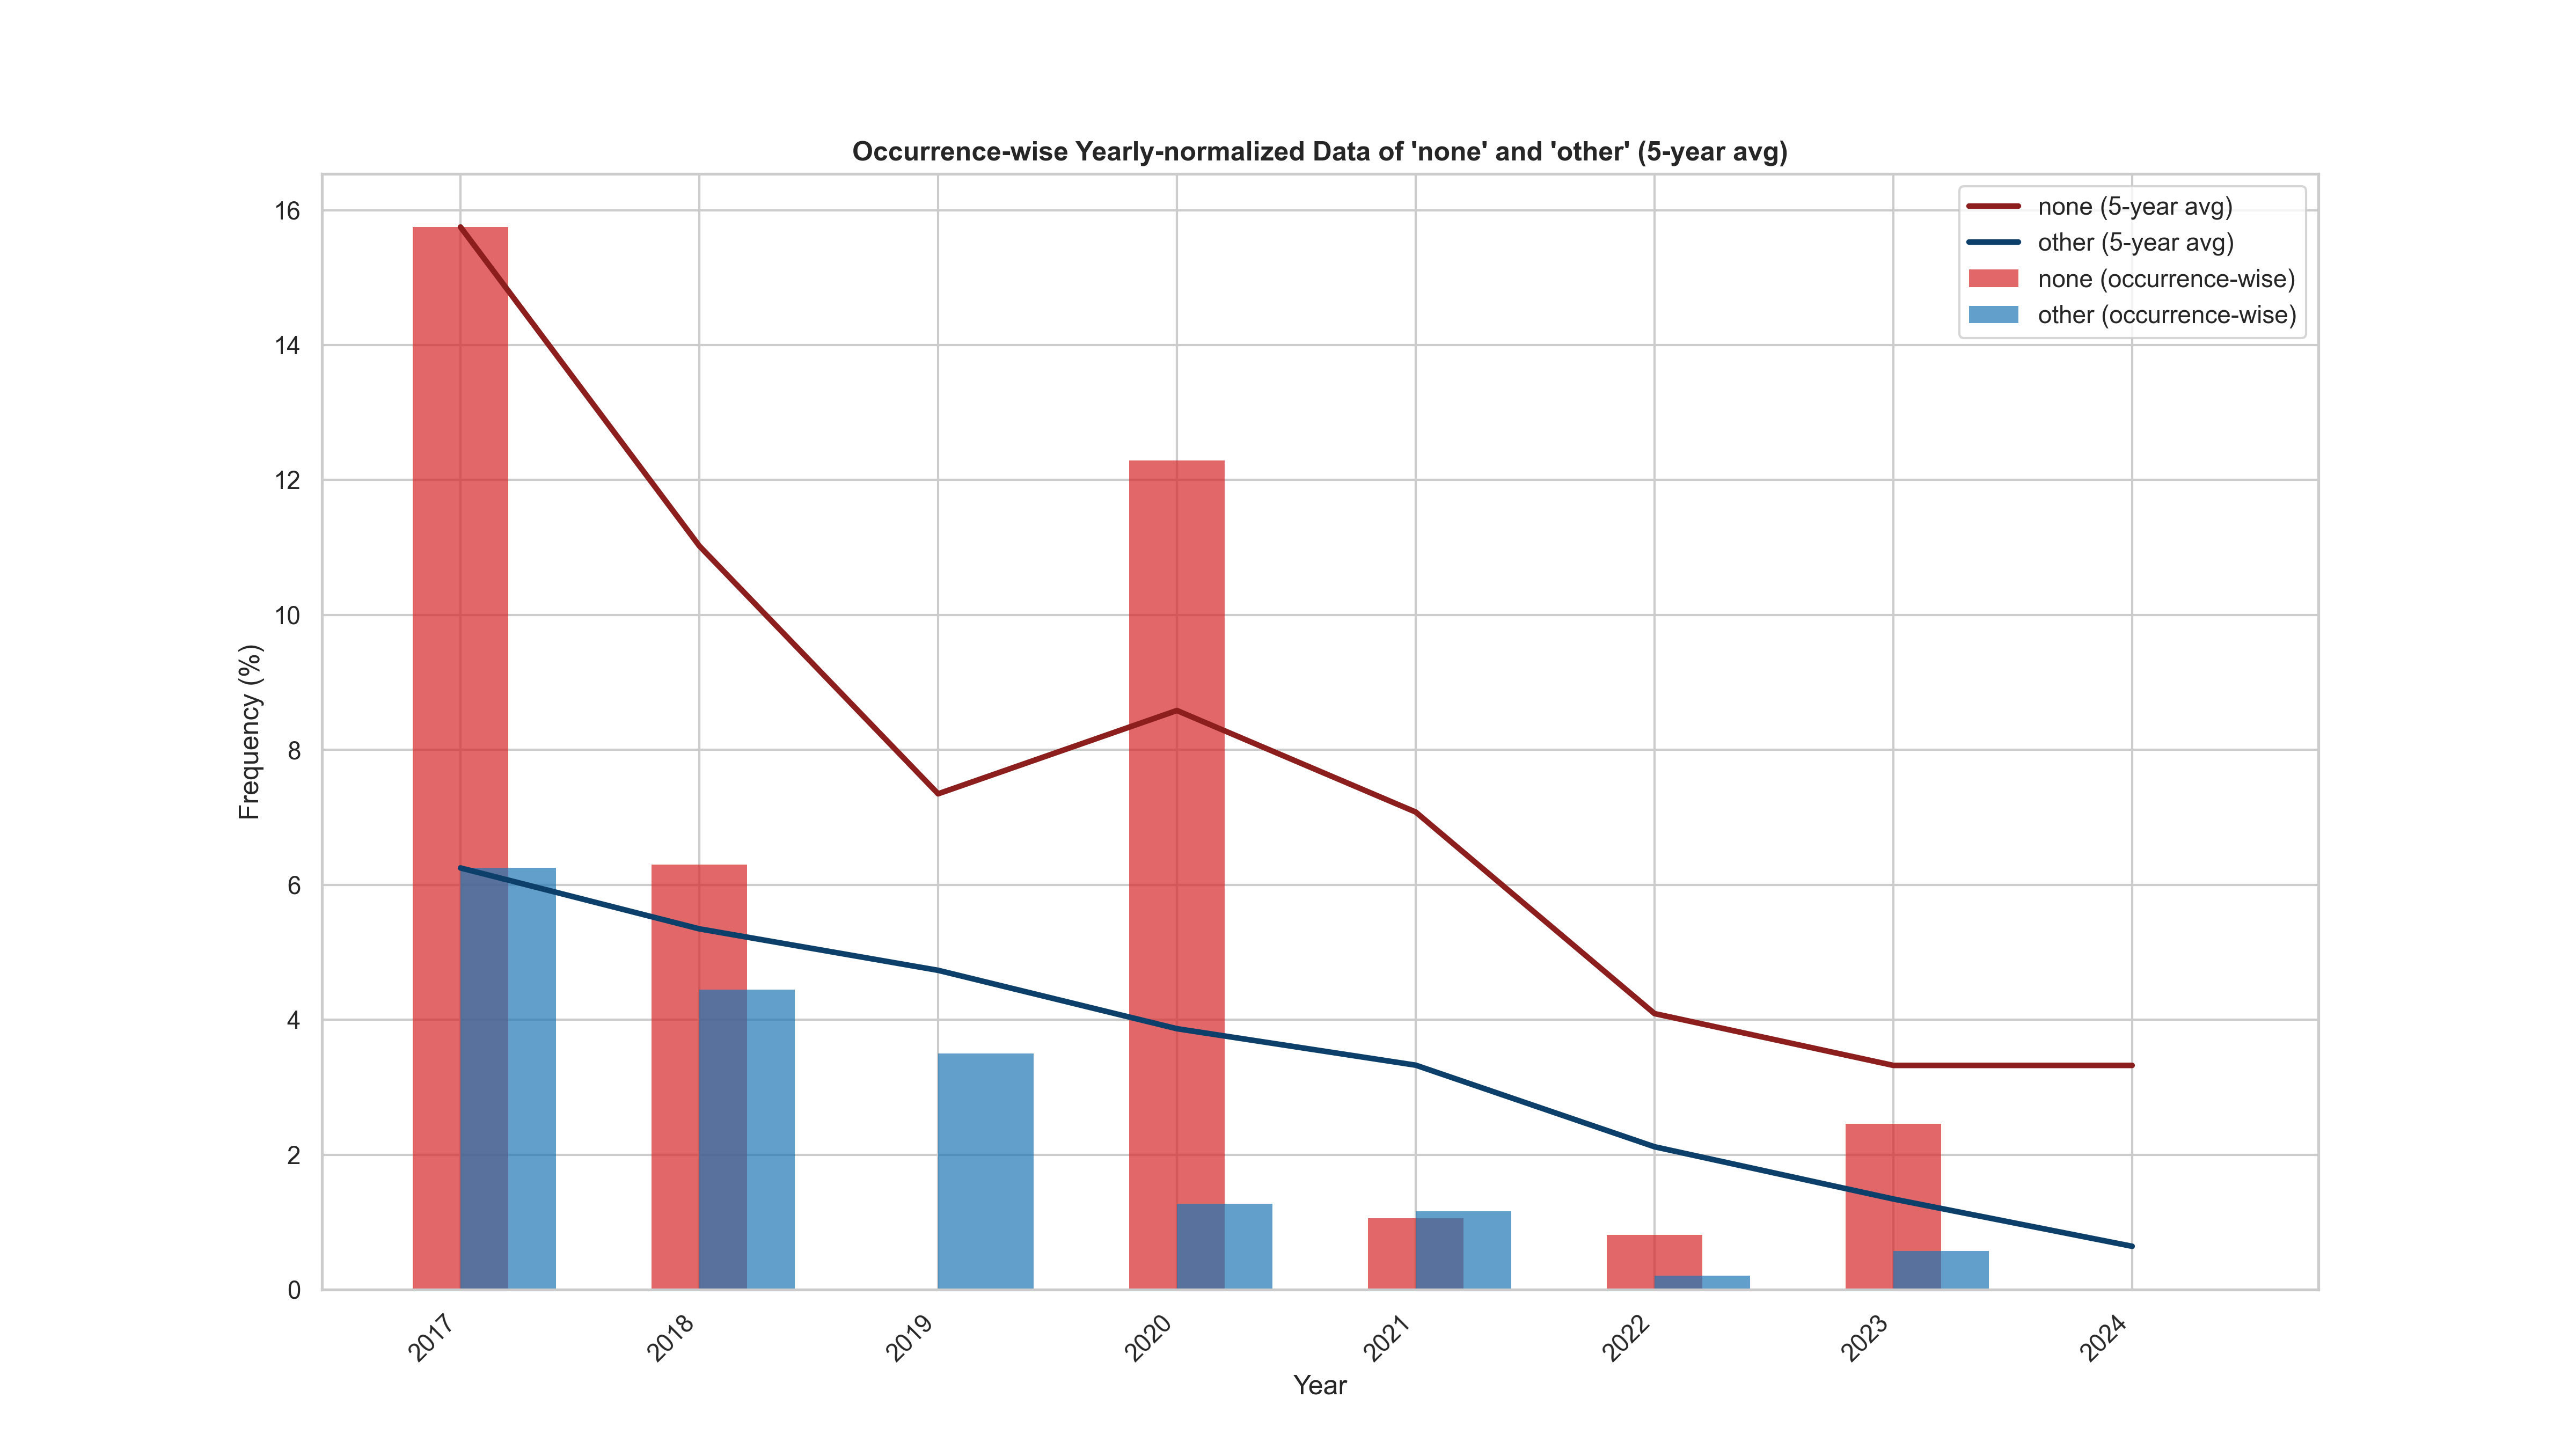 Occurrence-wise Yearly-normalized Data of 'none' and 'other' (5-year avg)
none (5-year avg)
other (5-year avg)
none (occurrence-wise)
other (occurrence-wise)
Frequency (%)
16
14
12
10
8
6
4
2
0
2017
2018
2019
2020
2021
2022
2023
2024
Year